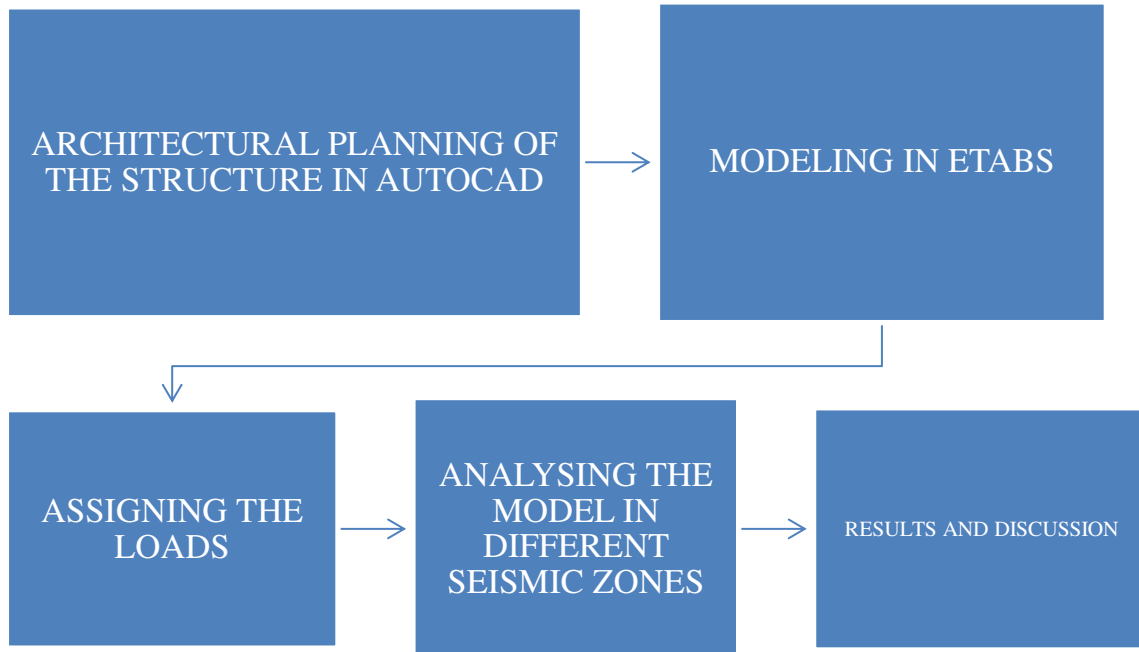 ARCHITECTURAL PLANNING OF
THE STRUCTURE IN AUTOCAD
MODELING IN ETABS
ASSIGNING THE
LOADS
ANALYSING THE
MODEL IN
DIFFERENT
SEISMIC ZONES
RESULTS AND DISCUSSION